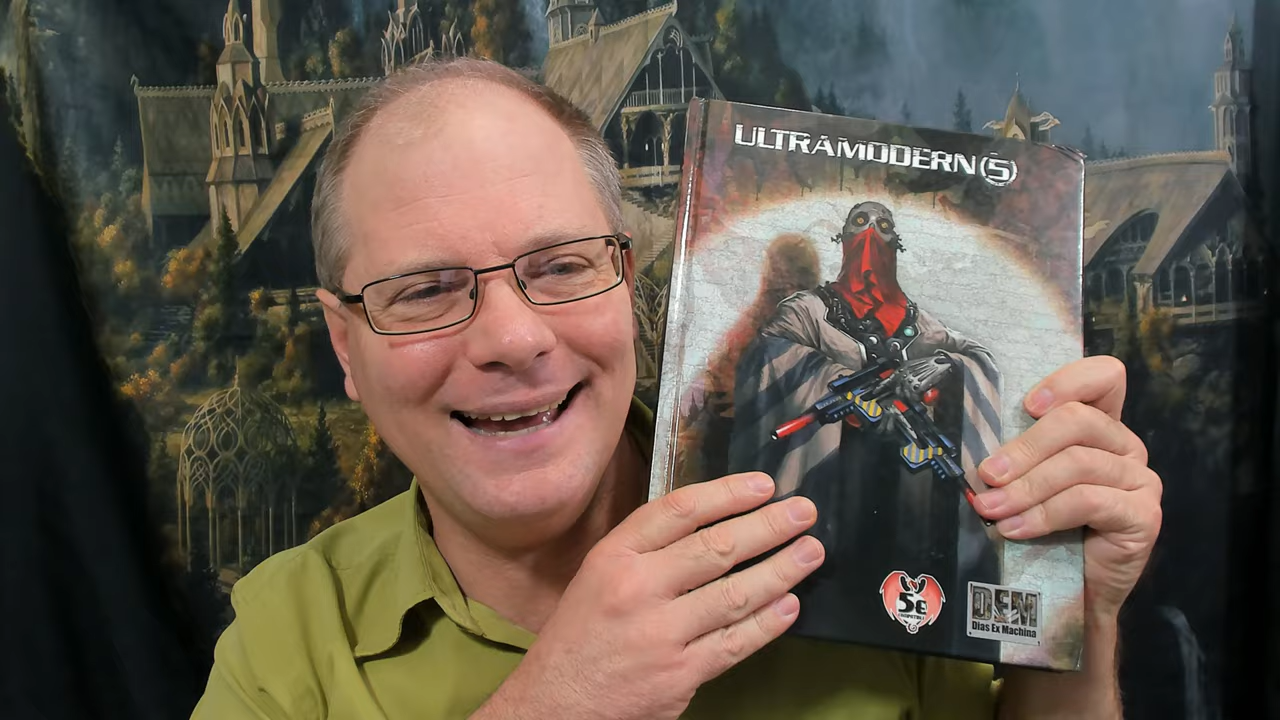 ULTRAMODERN(5)
5e
COMPATIBLE
DEM
Dias Ex Machina